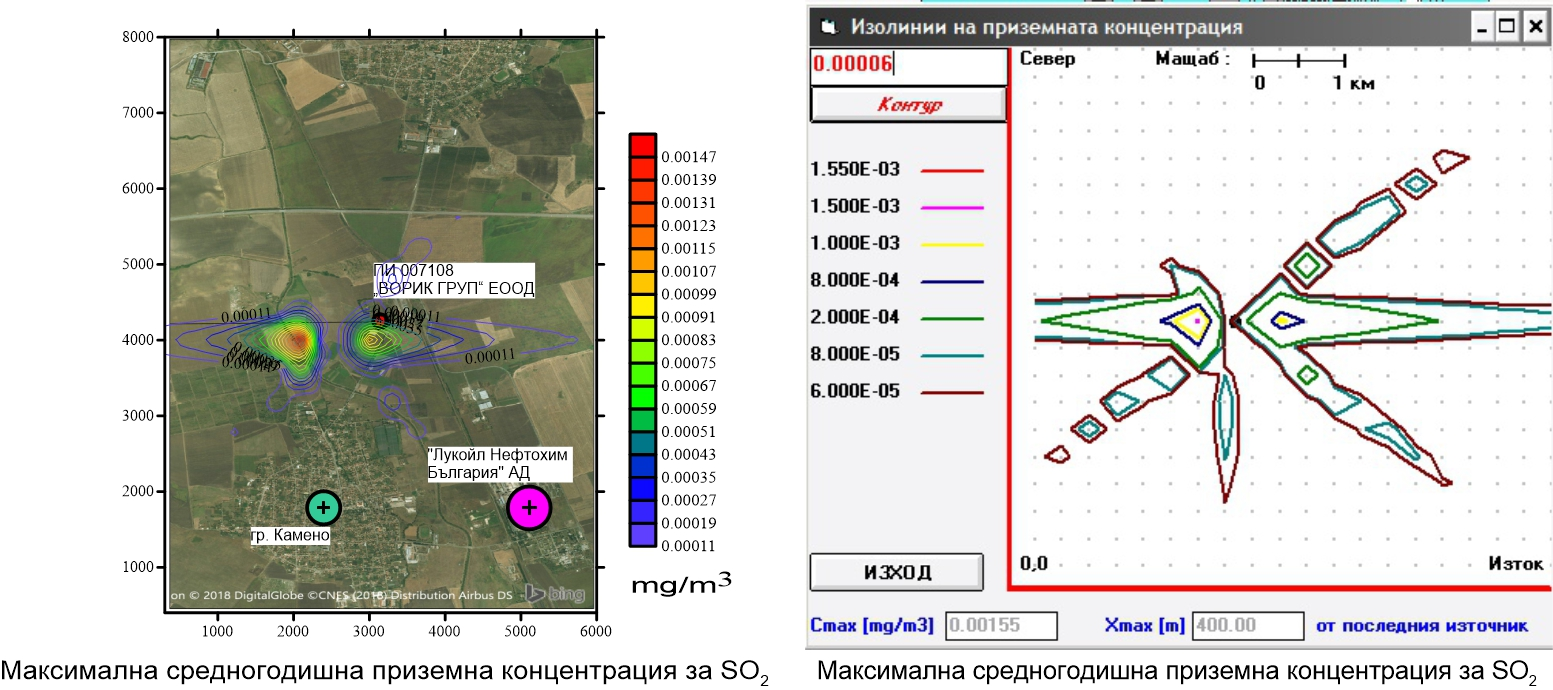 8000
7000
6000
5000
4000
3000
2000
1000
1000 2000 3000 4000 5000 6000
ПИ 007108
„ВОРИК ГРУП“ ЕООД
0.00011
0.00011
0.00011
"Лукойл Нефтохим
България" АД
гр. Камено
on © 2018 DigitalGlobe ©CNES (2018) Distribution Airbus DS
bing
0.00147
0.00139
0.00131
0.00123
0.00115
0.00107
0.00099
0.00091
0.00083
0.00075
0.00067
0.00059
0.00051
0.00043
0.00035
0.00027
0.00019
0.00011
mg/m3
Максимална средногодишна приземна концентрация за SO2
Изолинии на приземната концентрация
0.00006
Контур
1.550E-03
1.500E-03
1.000E-03
8.000E-04
2.000E-04
8.000E-05
6.000E-05
ИЗХОД
Север
Мащаб :
0 1 км
0,0
Изток
Cmax [mg/m3] 0.00155 Xmax [m] 400.00 от последния източник
Максимална средногодишна приземна концентрация за SO2